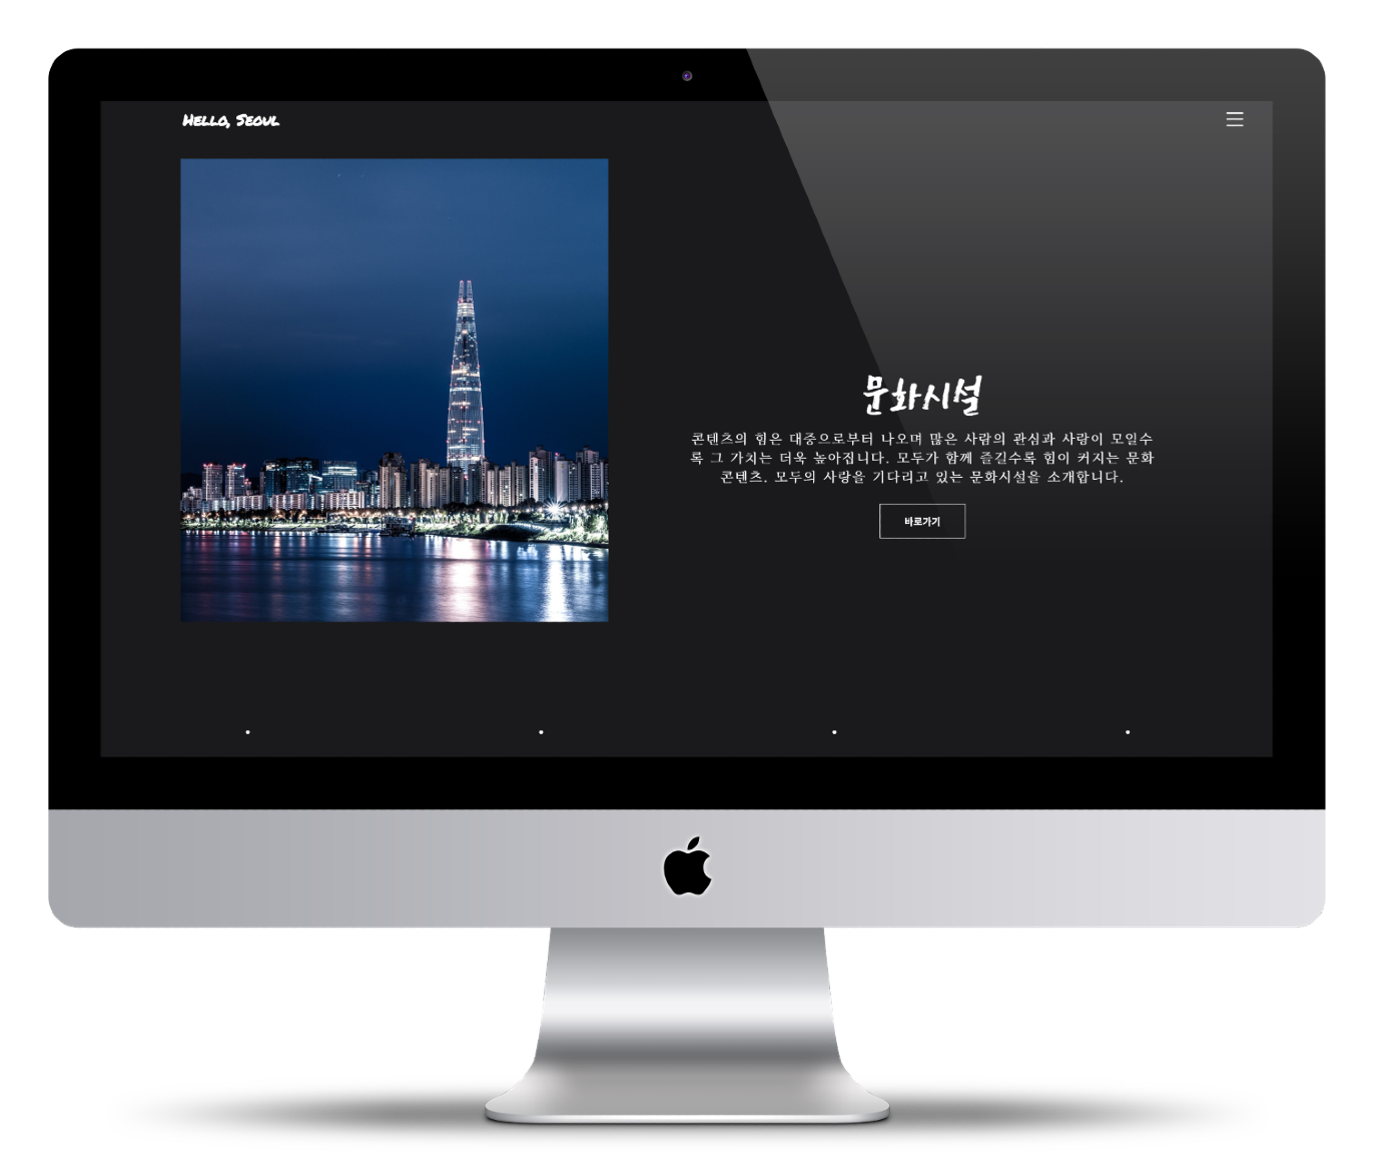 Hello, Seoul
문화시설
콘텐츠의 힘은 대중으로부터 나오며 많은 사람의 관심과 사랑이 모일수
록 그 가치는 더욱 높아집니다. 모두가 함께 즐길수록 힘이 커지는 문화
콘텐츠. 모두의 사랑을 기다리고 있는 문화시설을 소개합니다.
바로가기